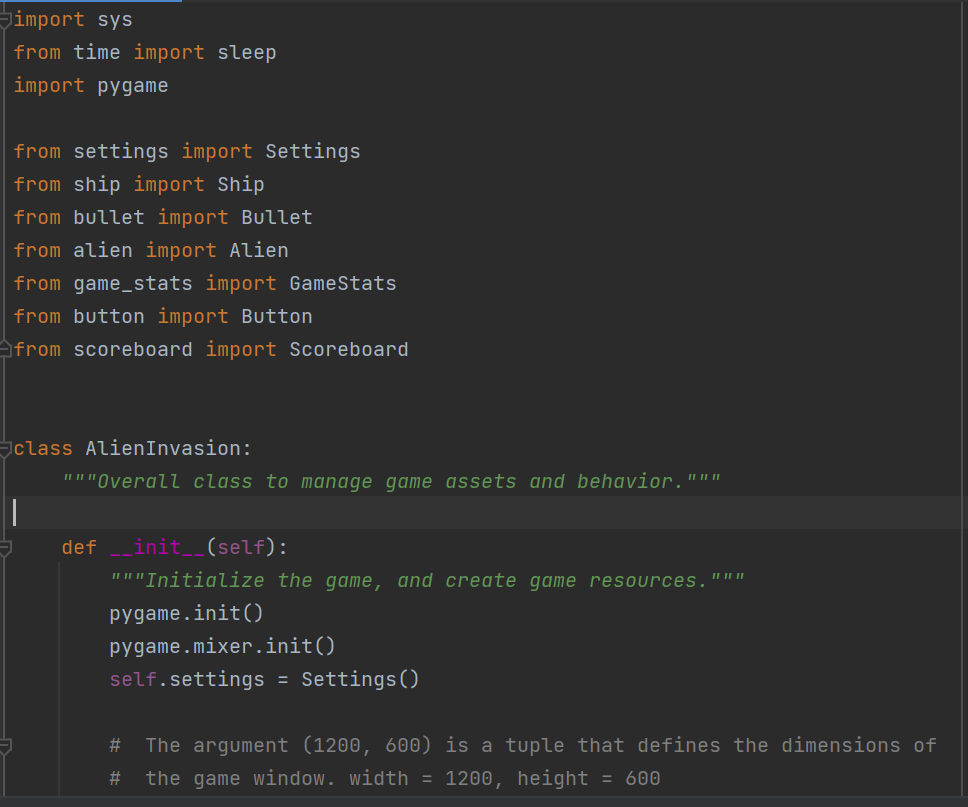 import sys
from time import sleep
import pygame

from settings import Settings
from ship import Ship
from bullet import Bullet
from alien import Alien
from game_stats import GameStats
from button import Button
from scoreboard import Scoreboard


class AlienInvasion:
    """Overall class to manage game assets and behavior."""

    def __init__(self):
        """Initialize the game, and create game resources."""
        pygame.init()
        pygame.mixer.init()
        self.settings = Settings()

        #  The argument (1200, 600) is a tuple that defines the dimensions of
        #  the game window. width = 1200, height = 600